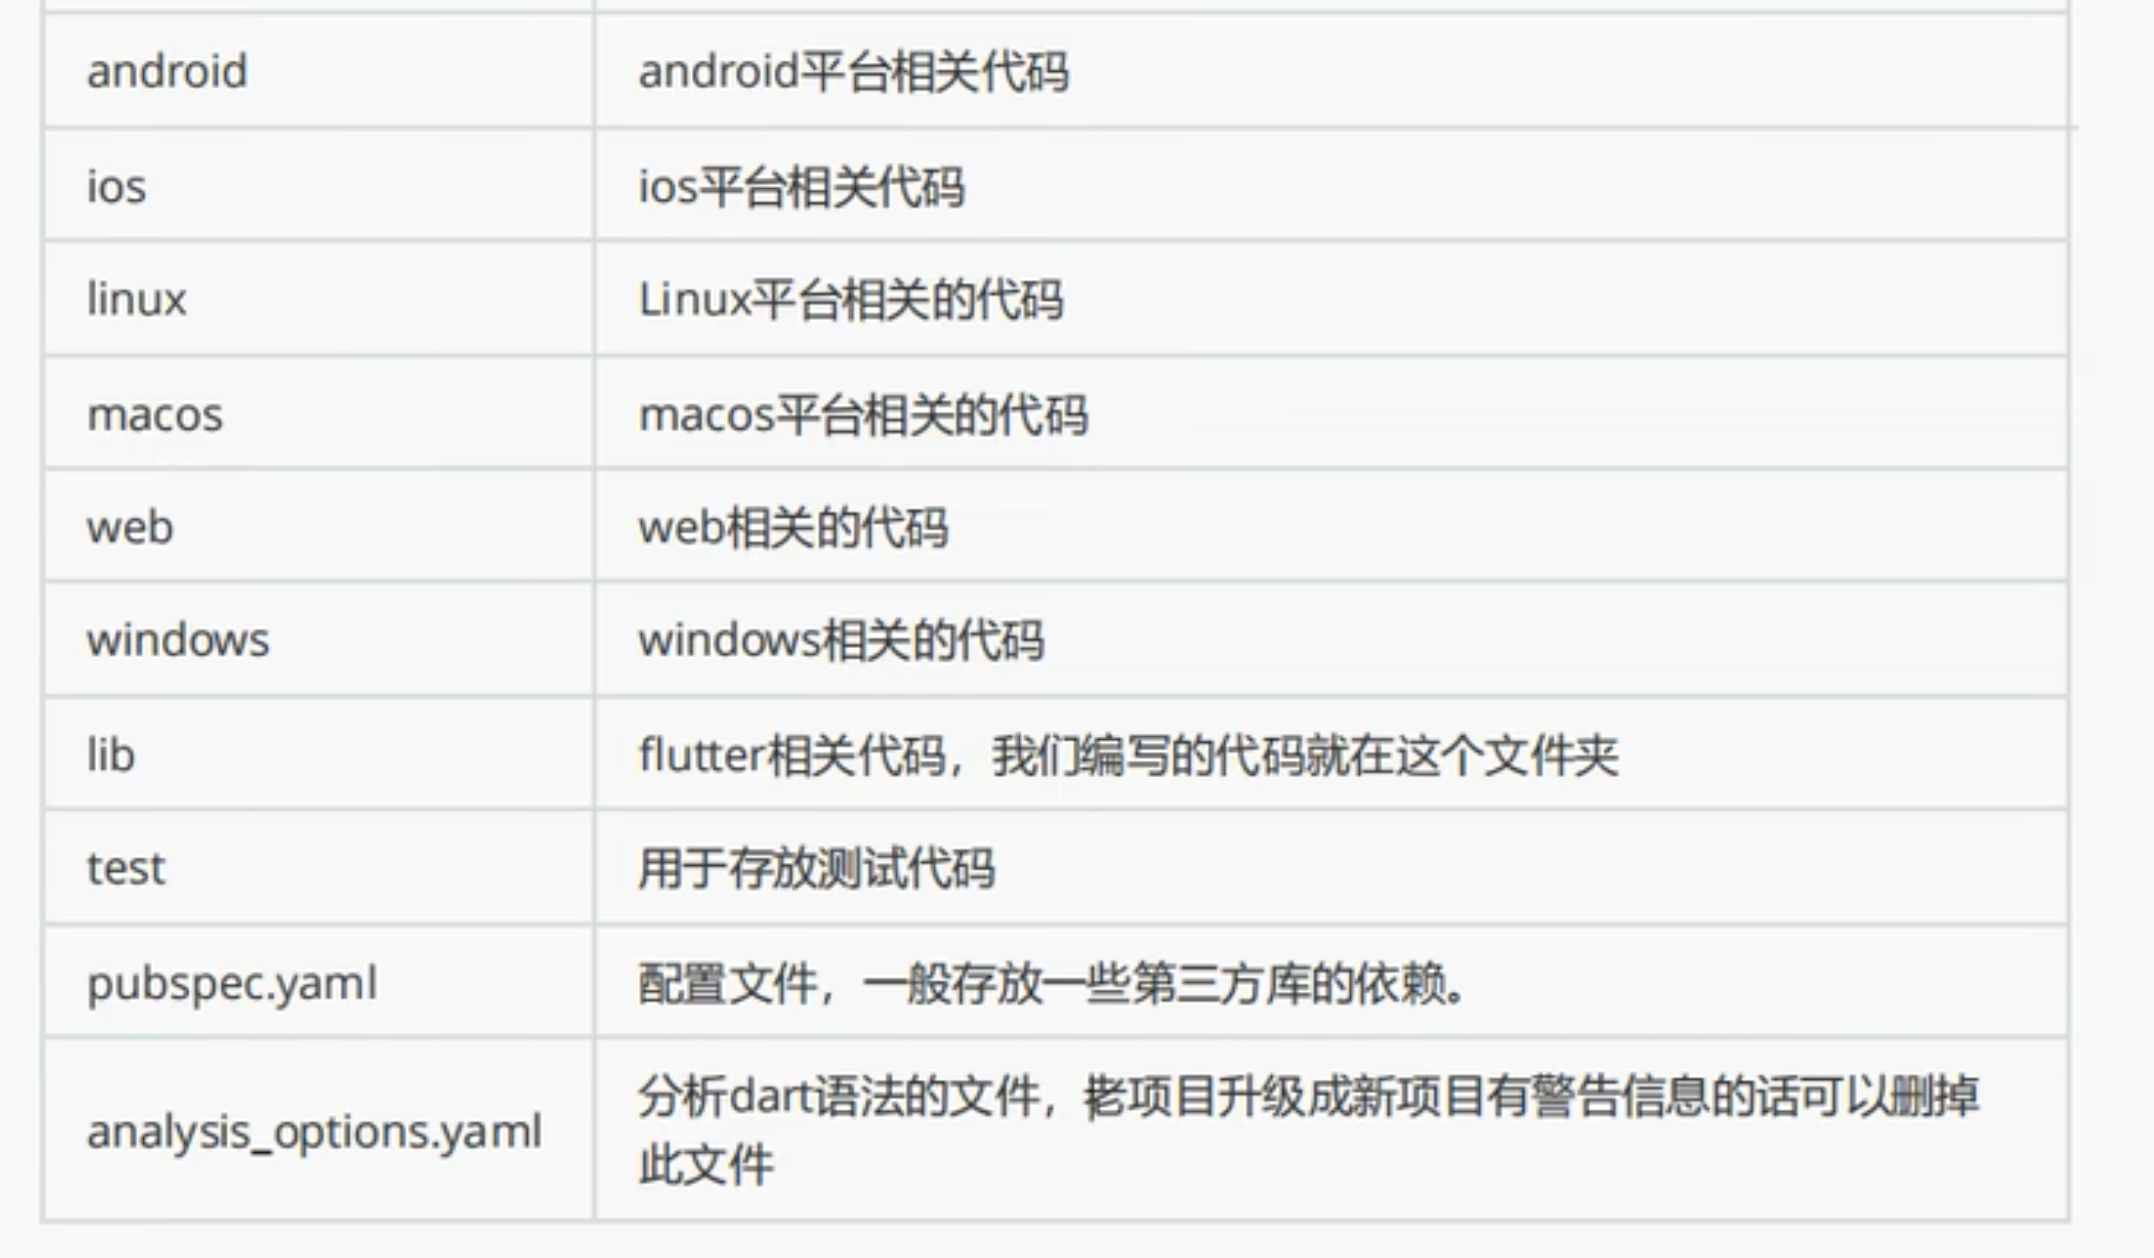 android
android平台相关代码
ios
ios平台相关代码
linux
Linux平台相关的代码
macos
macos平台相关的代码
web
web相关的代码
windows
windows相关的代码
lib
flutter相关代码，我们编写的代码就在这个文件夹
test
用于存放测试代码
pubspec.yaml
配置文件，一般存放一些第三方库的依赖。
analysis_options.yaml
分析dart语法的文件，老项目升级成新项目有警告信息的话可以删掉
此文件